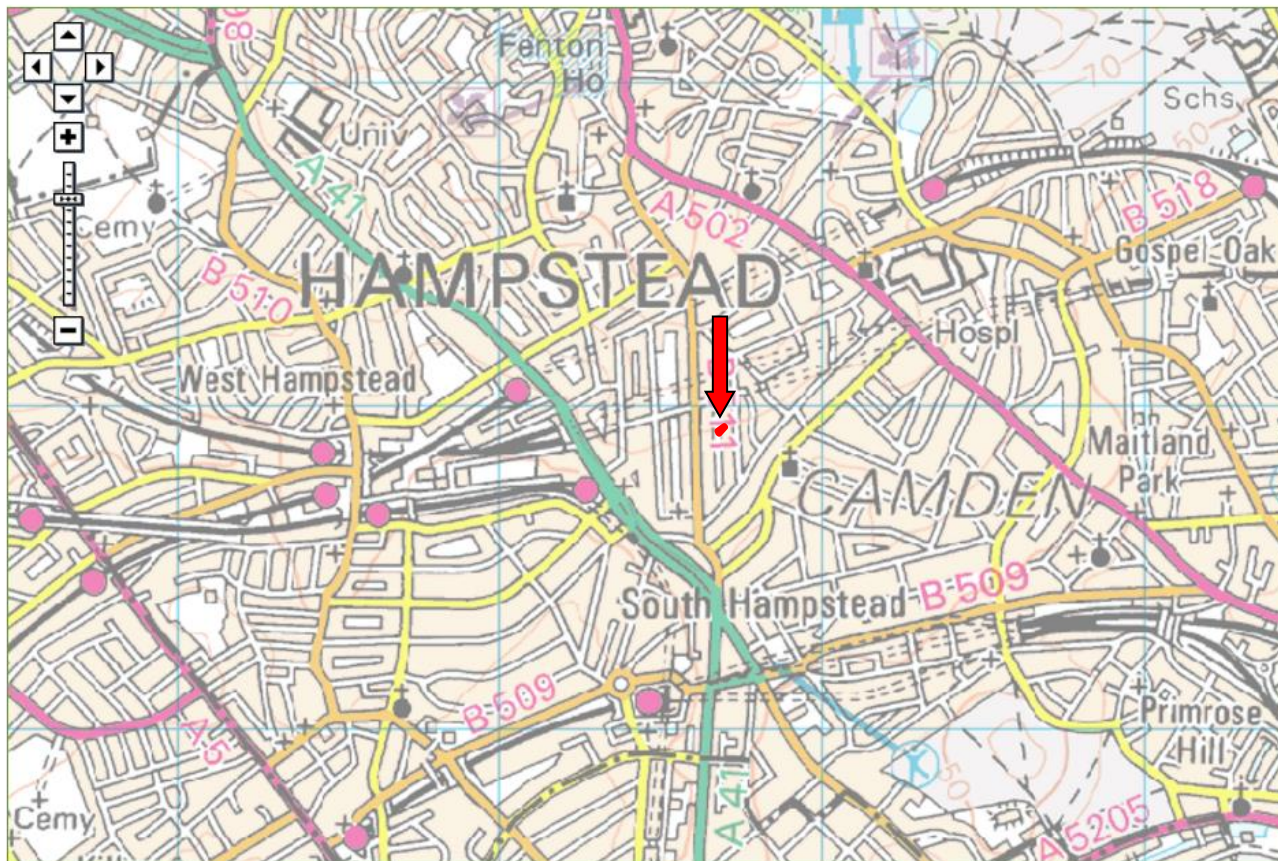 Fenton
Ho
Schs
70
50
Univ
A 41
Cemy
A 502
B 518
B 510
HAMPSTEAD
Gospel Oak
Hospl
West Hampstead
Maitland
Park
CAMDEN
South Hampstead
B 509
B 509
A 5
Primrose
Hill
50
A 41
A 5205
Cemy